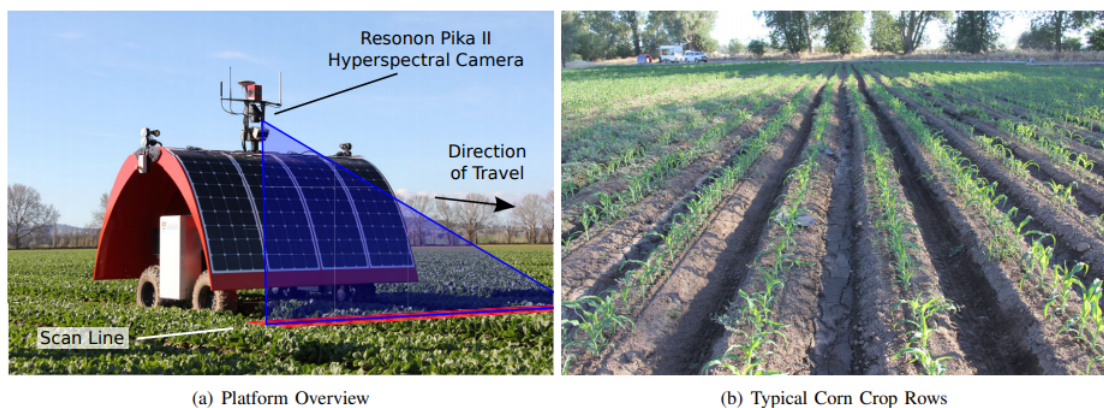 Resonon Pika II
Hyperspectral Camera
Direction
of Travel
Scan Line
(a) Platform Overview
(b) Typical Corn Crop Rows